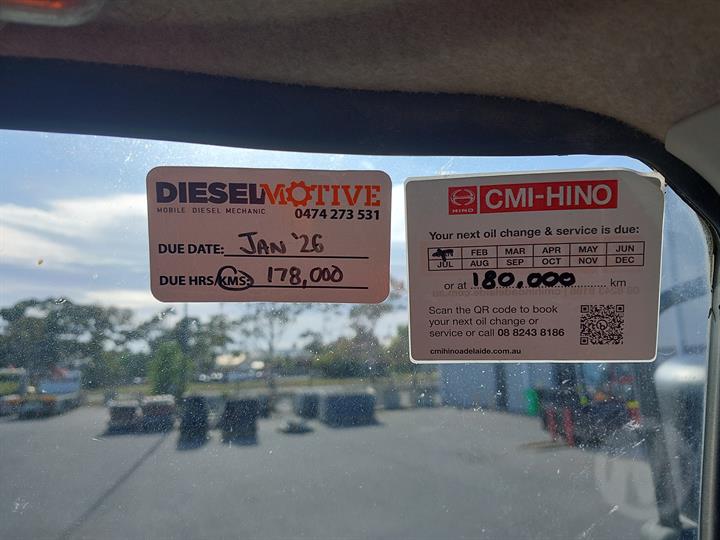 DIESELMOTIVE
MOBILE DIESEL MECHANIC
0474 273 531
DUE DATE: JAN '26
DUE HRS/KMS: 178,000
HINO CMI-HINO
Your next oil change & service is due:
FEB MAR APR MAY JUN
JUL AUG SEP OCT NOV DEC
or at 180,000 km
Scan the QR code to book
your next oil change or
service or call 08 8243 8186
cmihinoadelaide.com.au